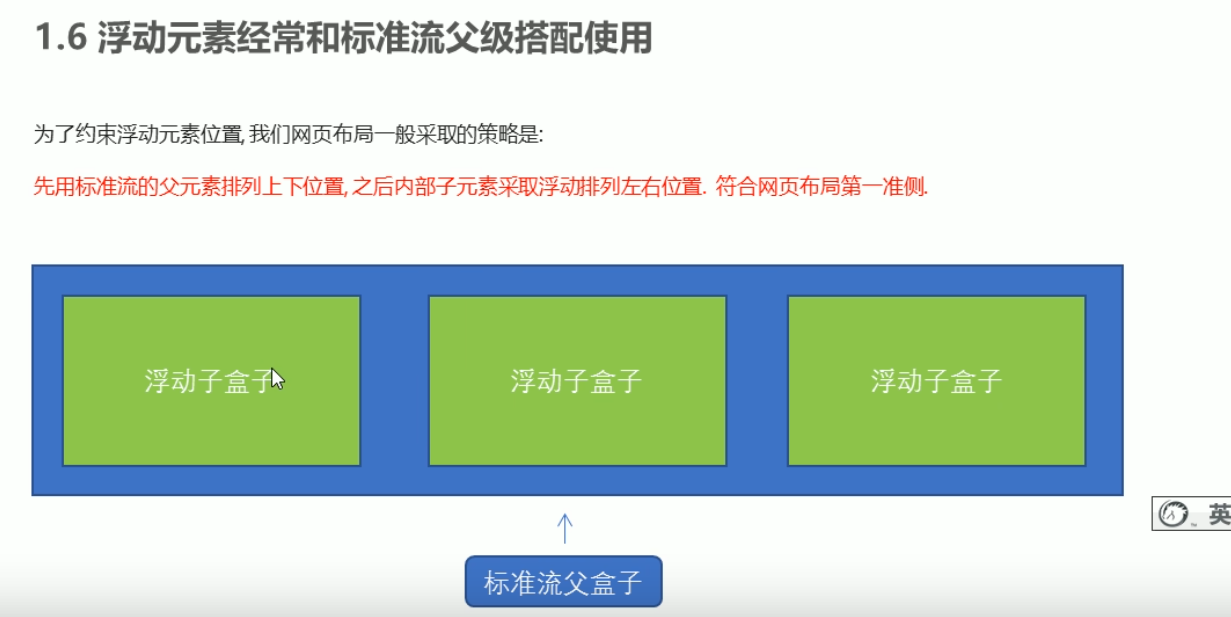 1.6 浮动元素经常和标准流父级搭配使用
为了约束浮动元素位置, 我们网页布局一般采取的策略是:
先用标准流的父元素排列上下位置, 之后内部子元素采取浮动排列左右位置. 符合网页布局第一准侧.
浮动子盒子 浮动子盒子 浮动子盒子
英
标准流父盒子